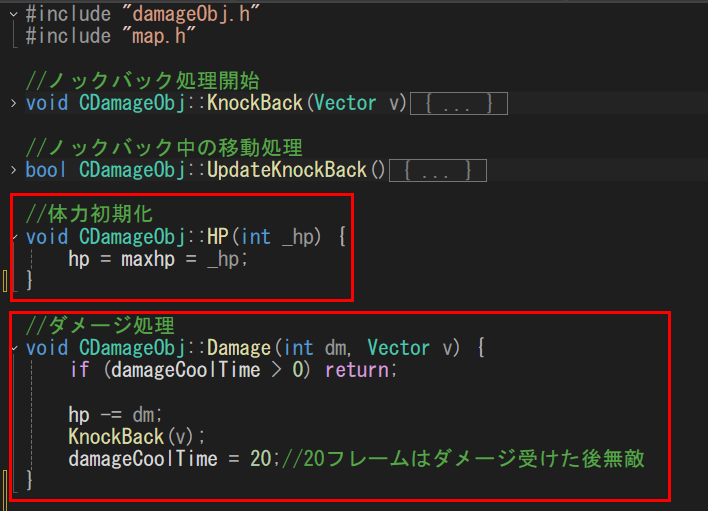 #include "damageObj.h"
#include "map.h"
//ノックバック処理開始
void CDamageObj::KnockBack(Vector v){ ... }
//ノックバック中の移動処理
bool CDamageObj::UpdateKnockBack(){ ... }
//体力初期化
void CDamageObj::HP(int _hp) {
hp = maxhp = _hp;
}
//ダメージ処理
void CDamageObj::Damage(int dm, Vector v) {
if (damageCoolTime > 0) return;
hp -= dm;
KnockBack(v);
damageCoolTime = 20;//20フレームはダメージ受けた後無敵
}